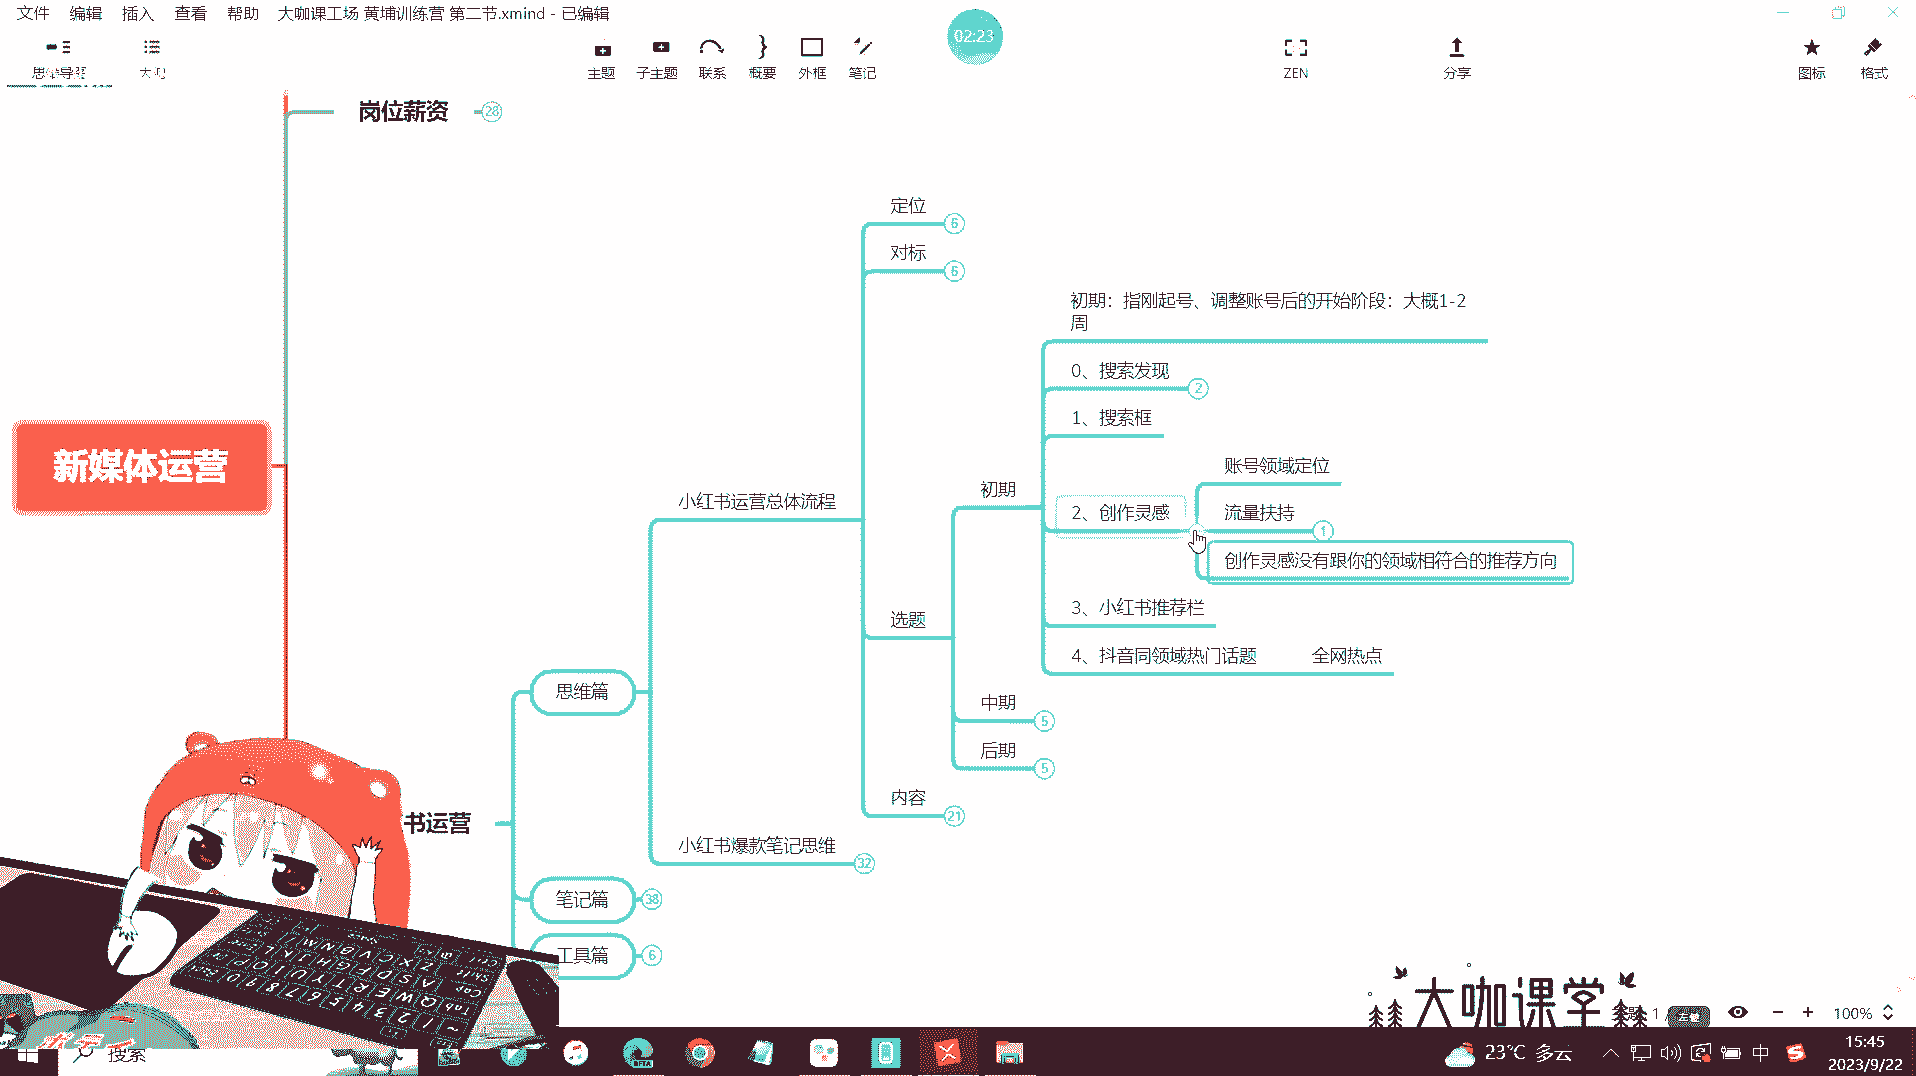 文件 编辑 插入 查看 帮助 大咖课工场 黄埔训练营 第二节.xmind - 已编辑
02:23
思维导图 大纲 主题 子主题 联系 概要 外框 笔记 ZEN 分享 图标 格式
岗位薪资 28
定位 6
对标 6
初期：指刚起号、调整账号后的开始阶段：大概1-2
周
0、搜索发现 2
1、搜索框
账号领域定位
新媒体运营
初期
小红书运营总体流程
2、创作灵感
流量扶持 1
创作灵感没有跟你的领域相符合的推荐方向
3、小红书推荐栏
选题
4、抖音同领域热门话题 全网热点
思维篇
中期 5
后期 5
内容 21
书运营
小红书爆款笔记思维 32
笔记篇 38
工具篇 6
大咖课学
1
100%
搜索
23°C 多云
中
15:45
2023/9/22